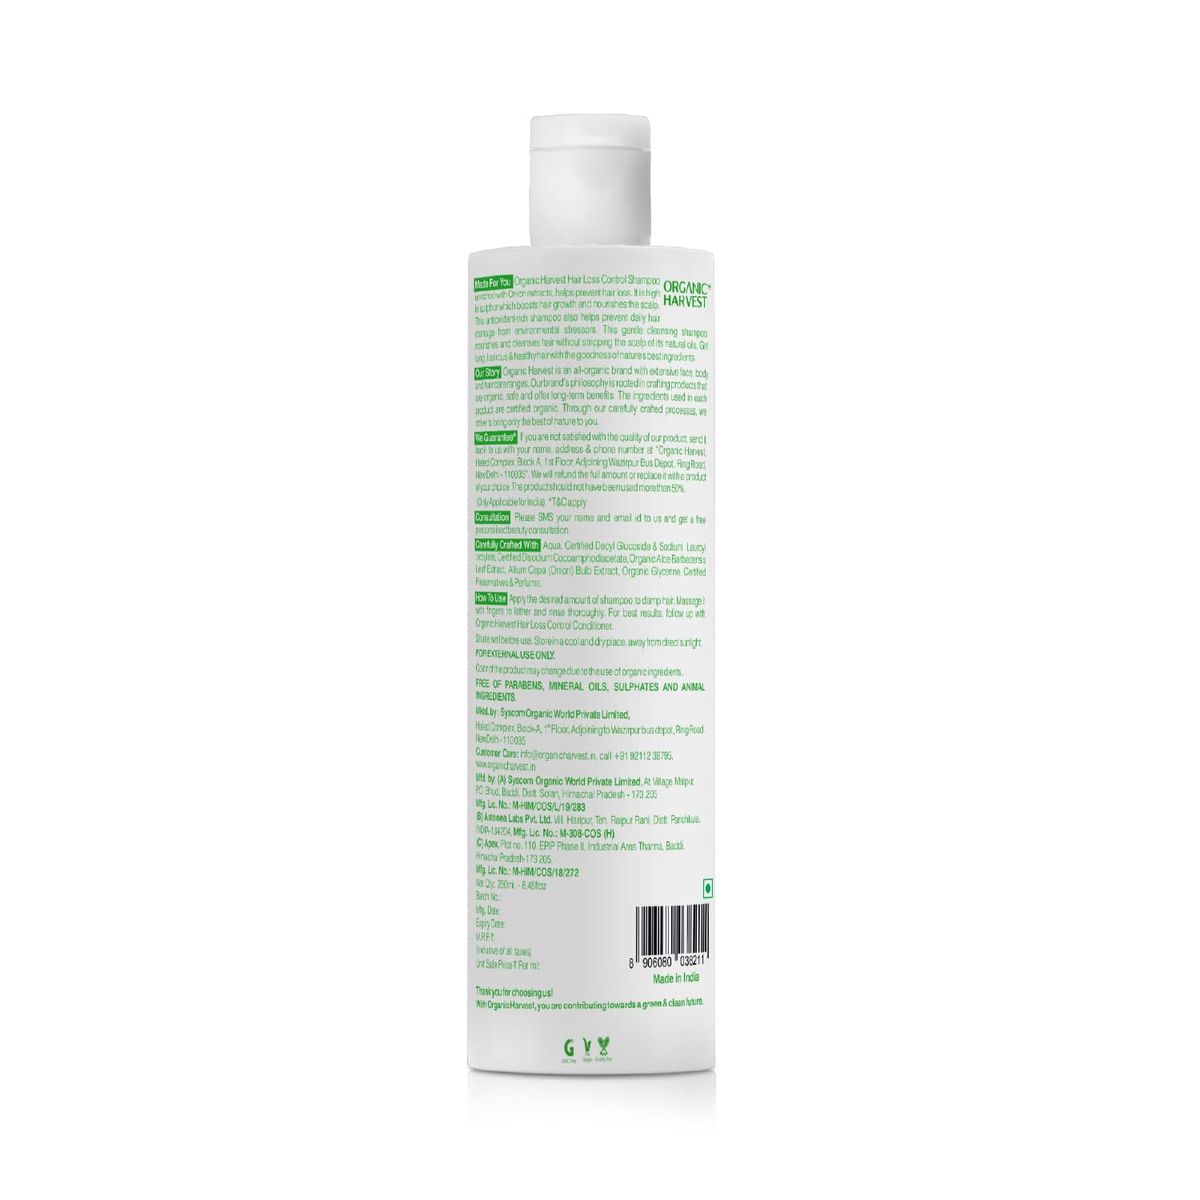 Made For You Organic Harvest Hair Loss Control Shampoo
ORGANIC
HARVEST
enriched with Onion extracts, helps prevent hair loss. It is high
in sulphur which boosts hair growth and nourishes the scalp.
This antioxidant-rich shampoo also helps prevent daily hair
damage from environmental stressors. This gentle cleansing shampoo
nourishes and cleanses hair without stripping the scalp of its natural oils. Get
long, lustrous & healthy hair with the goodness of nature's best ingredients.
Our Story Organic Harvest is an all-organic brand with extensive face, body
and hair care ranges. Our brand's philosophy is rooted in crafting products that
are organic, safe and offer long-term benefits. The ingredients used in each
product are certified organic. Through our carefully crafted processes, we
strive to bring only the best of nature to you.
We Guarantee* If you are not satisfied with the quality of our product, send it
back to us with your name, address & phone number at "Organic Harvest,
Complex, Block A, 1st Floor, Adjoining Wazirpur Bus Depot, Ring Road,
New Delhi - 110035". We will refund the full amount or replace it with a product
of your choice. The product should not have been used more than 50%.
(Only Applicable for India) *T&C apply
Consultation Please SMS your name and email id to us and get a free
personalised beauty consultation.
Carefully Crafted With Aqua, Certified Decyl Glucoside & Sodium Lauroyl
Certified Disodium Cocoamphodiacetate, Organic Aloe Barbadensis
Leaf Extract, Allium Cepa (Onion) Bulb Extract, Organic Glycerine, Certified
Preservatives & Perfume.
How To Use Apply the desired amount of shampoo to damp hair. Massage it
with fingers to lather and rinse thoroughly. For best results, follow up with
Organic Harvest Hair Loss Control Conditioner.
Shake well before use. Store in a cool and dry place, away from direct sunlight.
FOR EXTERNAL USE ONLY.
Color of the product may change due to the use of organic ingredients.
FREE OF PARABENS, MINERAL OILS, SULPHATES AND ANIMAL
INGREDIENTS.
Mktd. by: Syscom Organic World Private Limited,
Complex, Block-A, 1st Floor, Adjoining to Wazirpur bus depot, Ring Road,
New Delhi - 110035
Customer Care: info@organicharvest.in, call +91 92112 38795,
www.organicharvest.in
Mfd. by: (A) Syscom Organic World Private Limited, At Village Malpur,
P.O Bhud, Baddi, Distt. Solan, Himachal Pradesh - 173 205
Mfg. Lic. No.: M-HIM/COS/L/19/283
(B) Astonea Labs Pvt. Ltd. Vill. Haripur, Teh. Raipur Rani, Distt. Panchkula,
INDIA-134204, Mfg. Lic. No.: M-308-COS (H)
(C) Apex, Plot no. 110, EPIP Phase II, Industrial Area Thanna, Baddi,
Himachal Pradesh-173 205,
Mfg. Lic. No.: M-HIM/COS/18/272
Net Qty.: 250ml. - 8.45floz
Batch No.:
Mfg. Date:
Expiry Date:
M.R.P. ₹:
(Inclusive of all taxes)
Unit Sale Price ₹ Per ml:
8 906080 038211
Made in India
Thank you for choosing us!
With Organic Harvest, you are contributing towards a green & clean future.
Vegan Cruelty Free